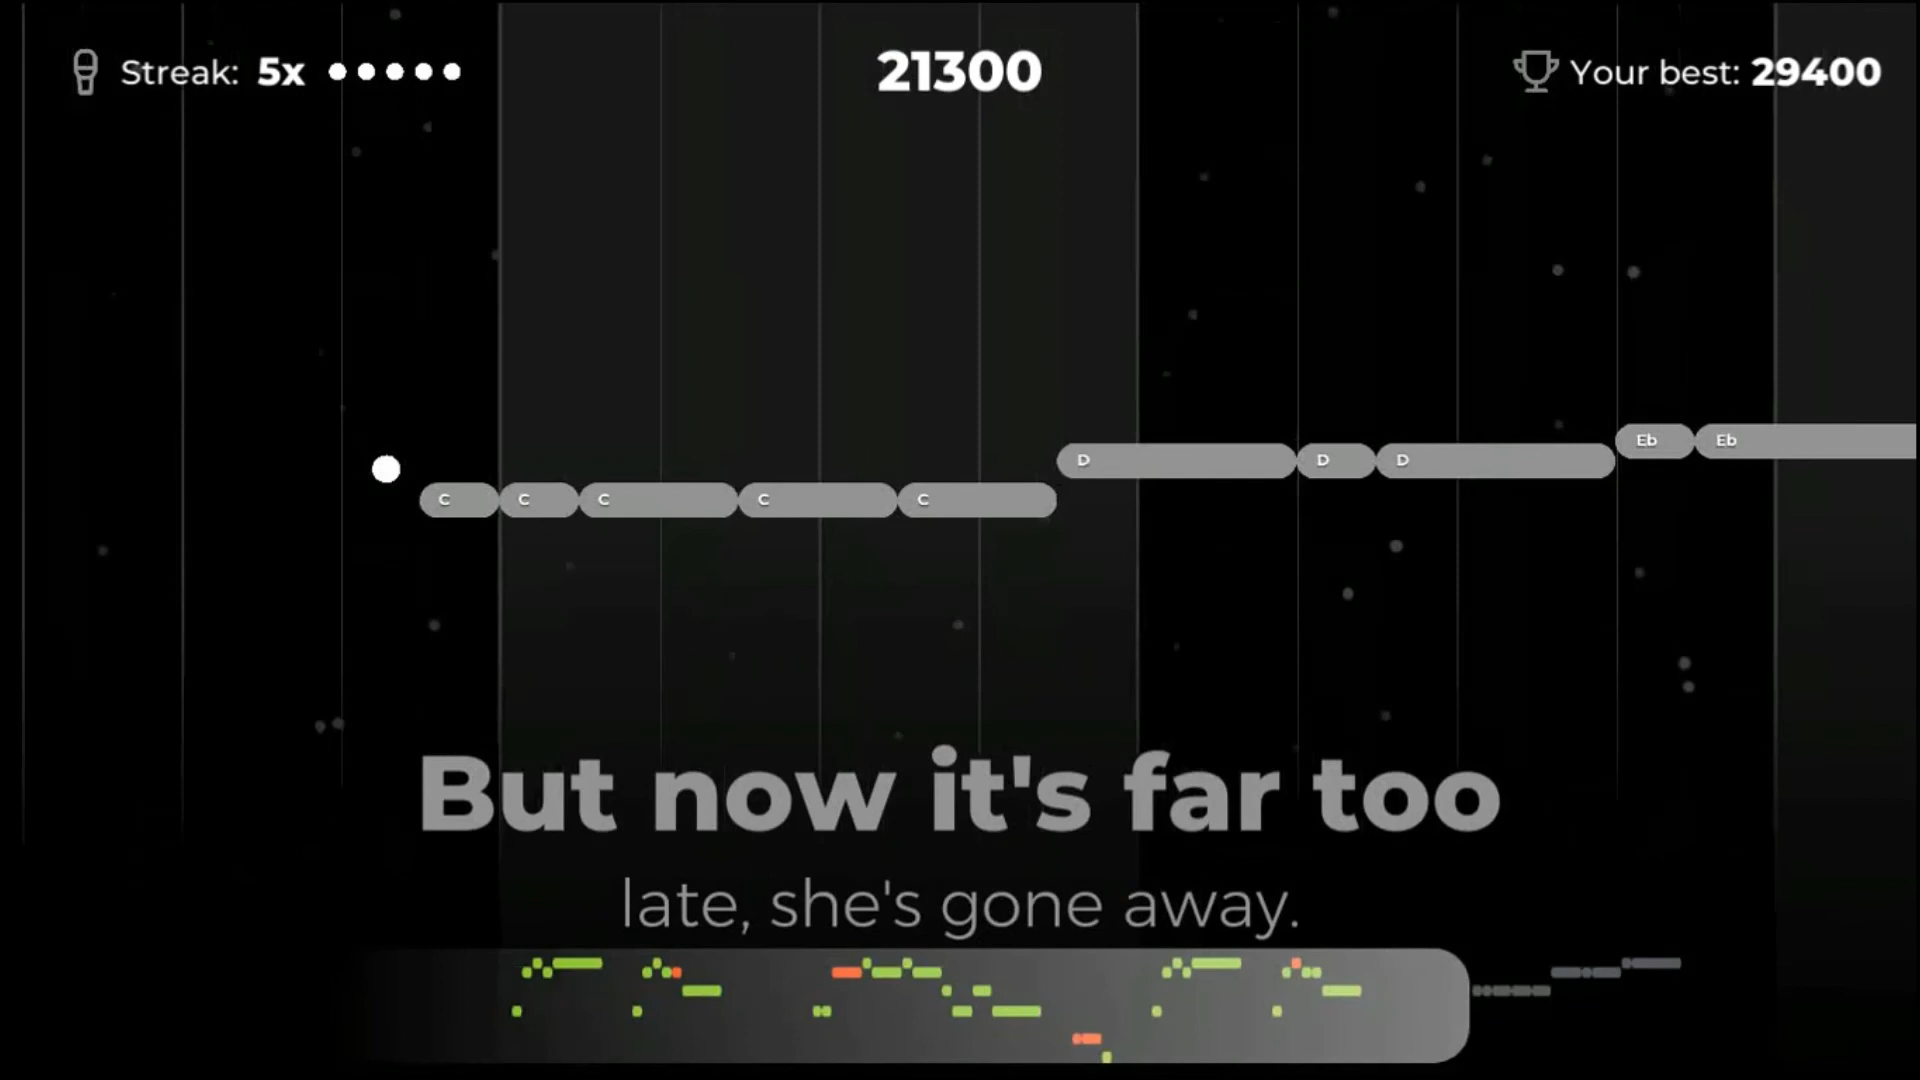 Streak: 5x
21300
Your best: 29400
Eb Eb
D D D
C C C C C
But now it's far too
late, she's gone away.